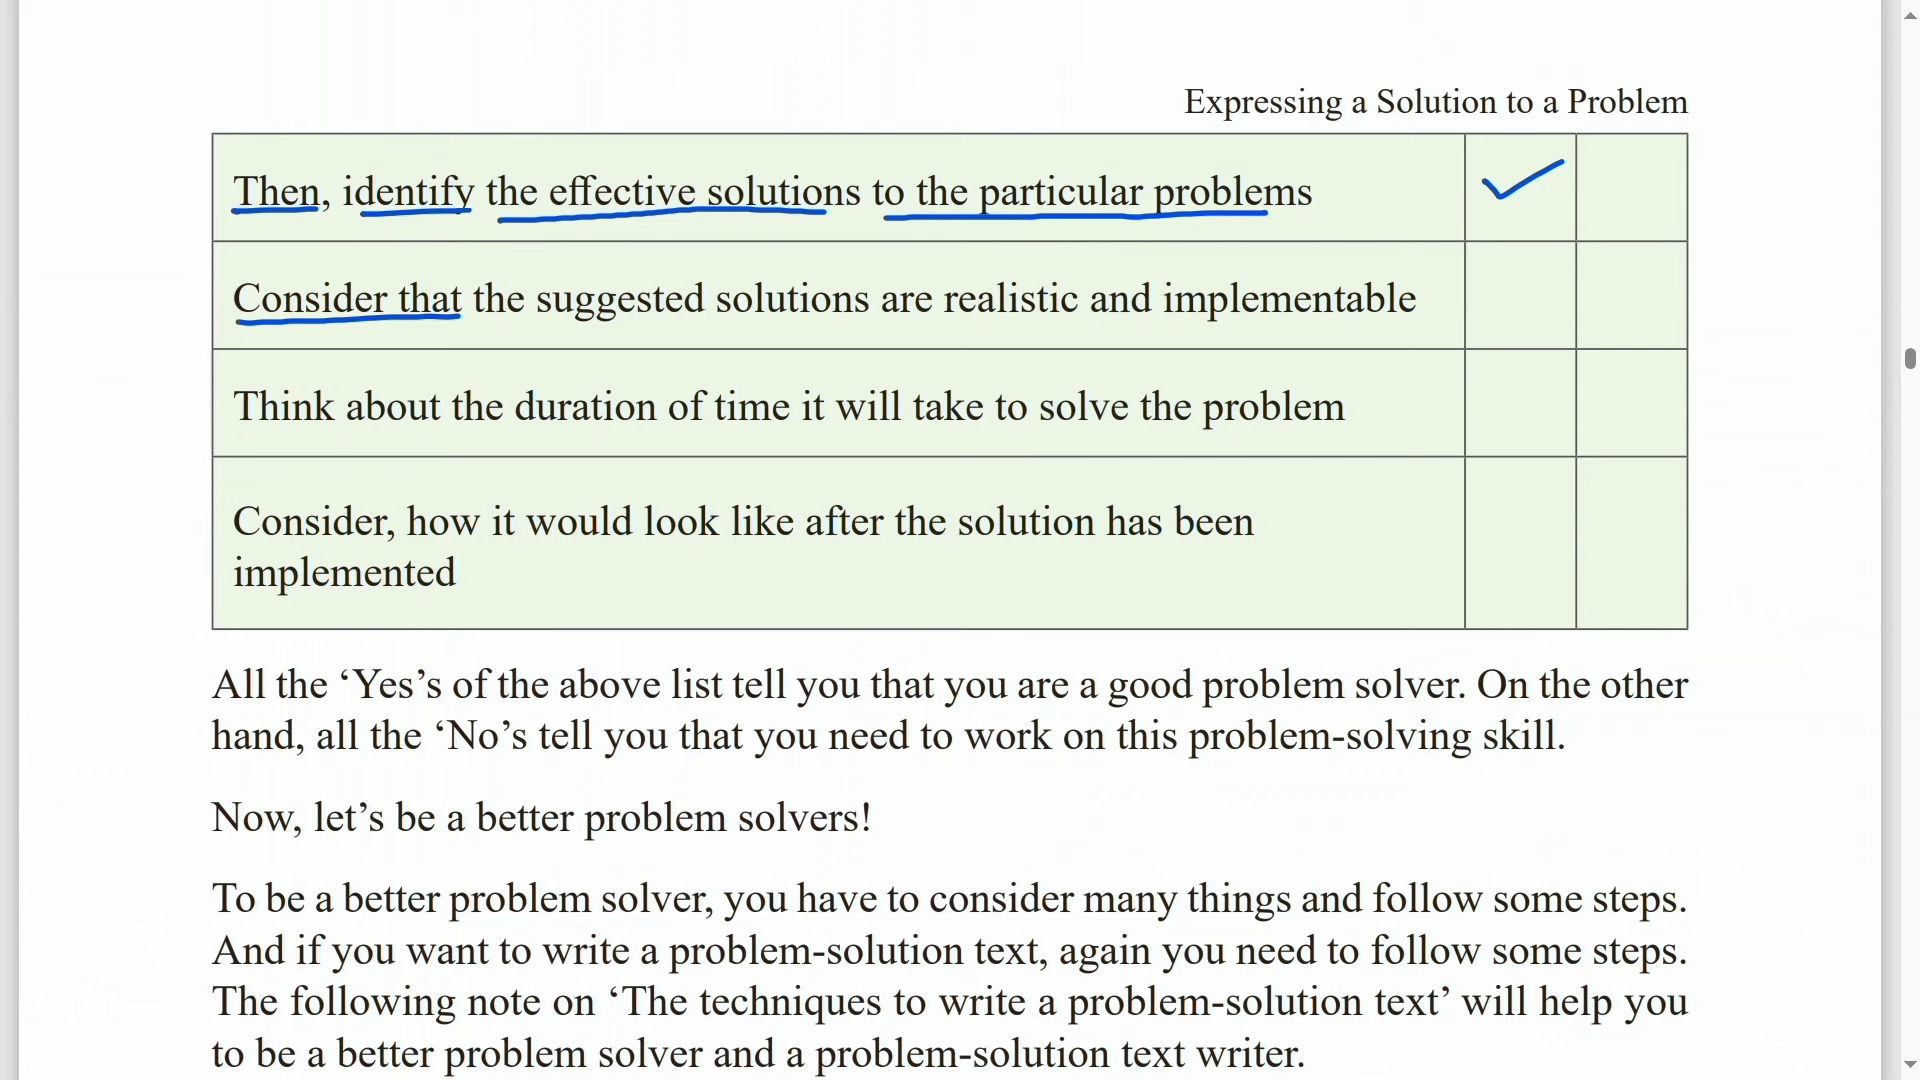 Expressing a Solution to a Problem
Then, identify the effective solutions to the particular problems
Consider that the suggested solutions are realistic and implementable
Think about the duration of time it will take to solve the problem
Consider, how it would look like after the solution has been
implemented
All the ‘Yes’s of the above list tell you that you are a good problem solver. On the other
hand, all the ‘No’s tell you that you need to work on this problem-solving skill.
Now, let’s be a better problem solvers!
To be a better problem solver, you have to consider many things and follow some steps.
And if you want to write a problem-solution text, again you need to follow some steps.
The following note on ‘The techniques to write a problem-solution text’ will help you
to be a better problem solver and a problem-solution text writer.